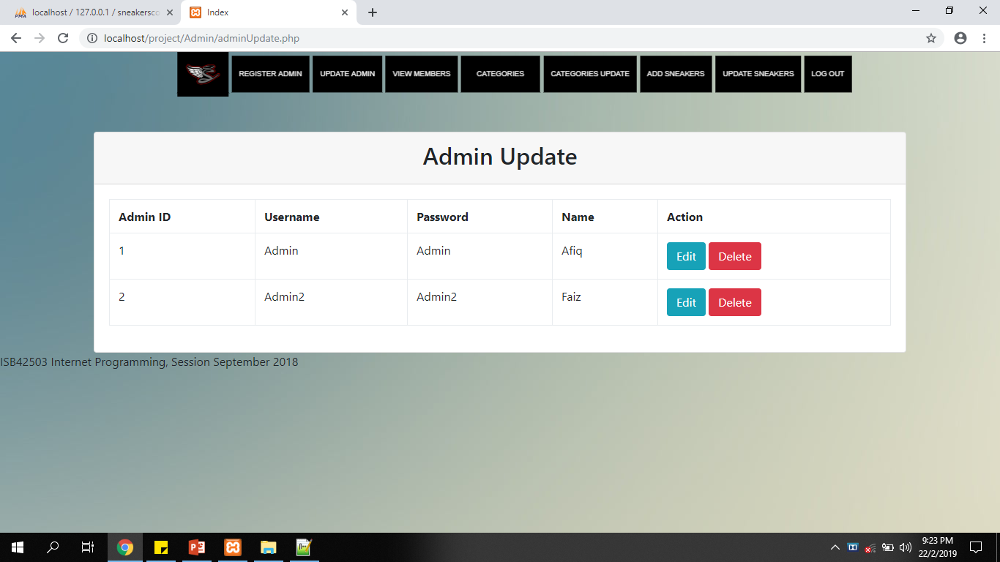 localhost / 127.0.0.1 / sneakersco
Index
localhost/project/Admin/adminUpdate.php
REGISTER ADMIN UPDATE ADMIN VIEW MEMBERS CATEGORIES CATEGORIES UPDATE ADD SNEAKERS UPDATE SNEAKERS LOG OUT
Admin Update
Admin ID Username Password Name Action
1 Admin Admin Afiq Edit Delete
2 Admin2 Admin2 Faiz Edit Delete
ISB42503 Internet Programming, Session September 2018
9:23 PM
22/2/2019